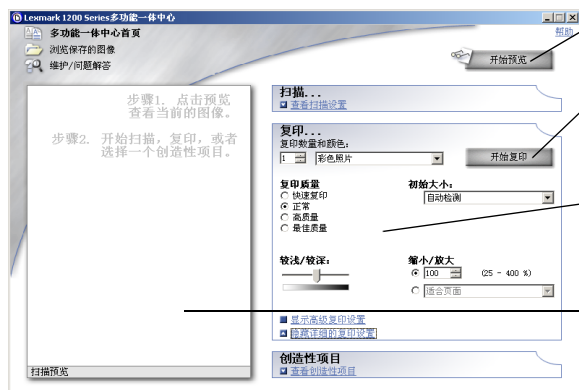 Lexmark 1200 Series多功能一体中心
多功能一体中心首页
帮助
浏览保存的图像
维护/问题解答
开始预览
步骤1. 点击预览
查看当前的图像。
步骤2. 开始扫描，复印，或者
选择一个创造性项目。
扫描预览
扫描...
查看扫描设置
复印...
复印数量和颜色：
1 彩色照片
开始复印
复印质量
快速复印
正常
高质量
最佳质量
初始大小：
自动检测
较浅/较深：
缩小/放大
100 (25 - 400 %)
适合页面
显示高级复印设置
隐藏详细的复印设置
创造性项目
查看创造性项目